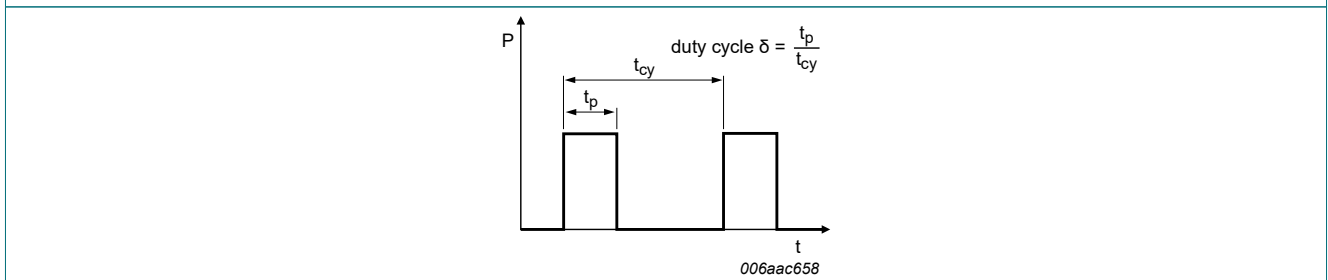 P
duty cycle δ = tp/tcy
tcy
tp
t
006aac658